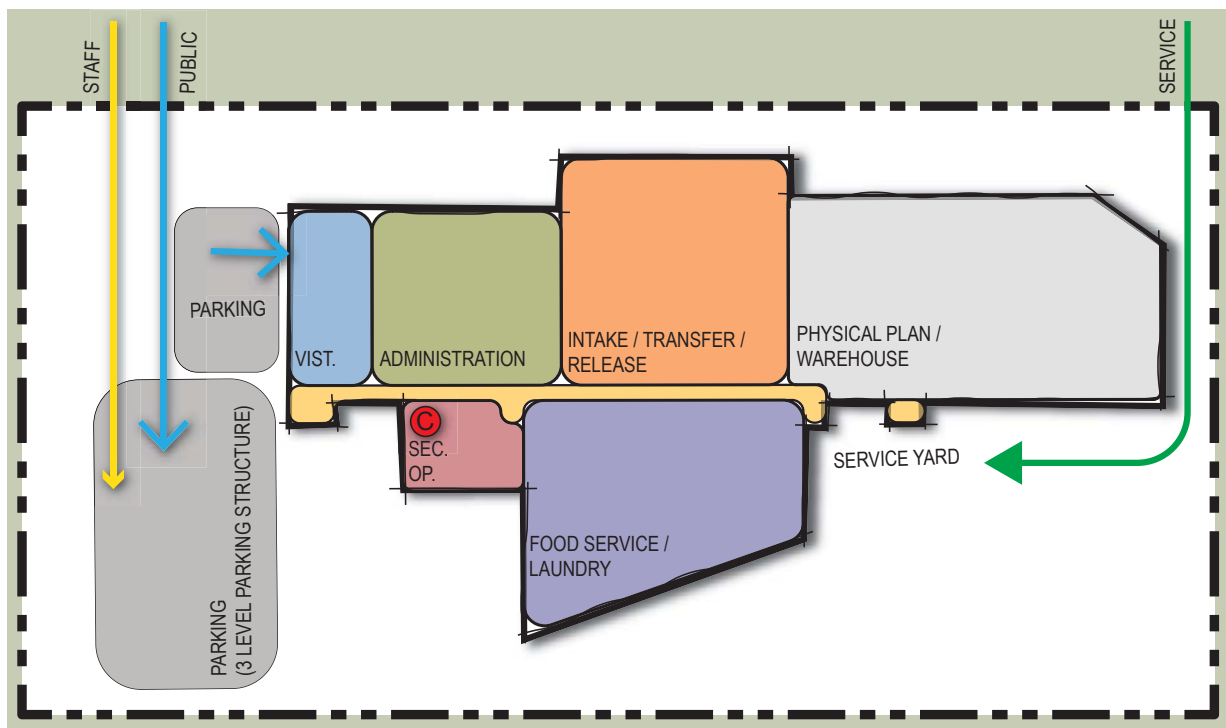 STAFF
PUBLIC
SERVICE
PARKING
VIST.
ADMINISTRATION
INTAKE / TRANSFER /
RELEASE
PHYSICAL PLAN /
WAREHOUSE
C
SEC.
OP.
SERVICE YARD
FOOD SERVICE /
LAUNDRY
PARKING
(3 LEVEL PARKING STRUCTURE)